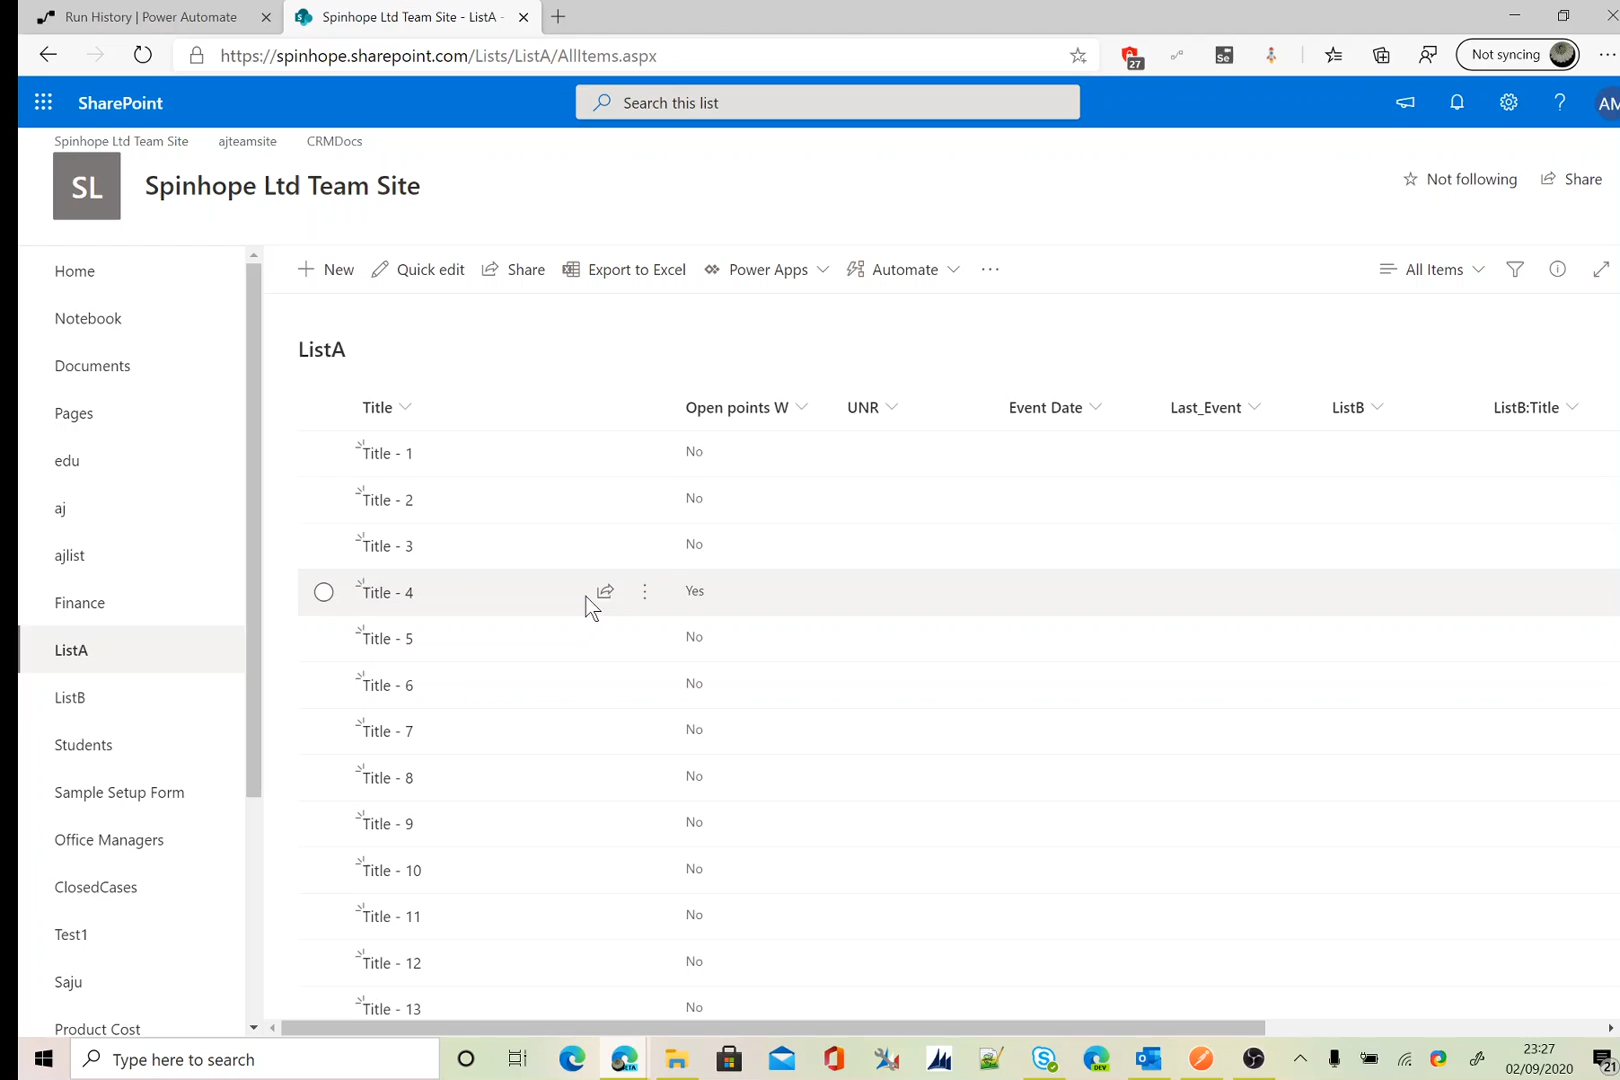 Run History | Power Automate
Spinhope Ltd Team Site - ListA -
https://spinhope.sharepoint.com/Lists/ListA/AllItems.aspx
27
Se
Not syncing
SharePoint
Search this list
AM
Spinhope Ltd Team Site
ajteamsite
CRMDocs
SL
Spinhope Ltd Team Site
Not following
Share
Home
Notebook
Documents
Pages
edu
aj
ajlist
Finance
ListA
ListB
Students
Sample Setup Form
Office Managers
ClosedCases
Test1
Saju
Product Cost
New
Quick edit
Share
Export to Excel
Power Apps
Automate
All Items
ListA
Title
Open points W
UNR
Event Date
Last_Event
ListB
ListB:Title
Title - 1 No
Title - 2 No
Title - 3 No
Title - 4 Yes
Title - 5 No
Title - 6 No
Title - 7 No
Title - 8 No
Title - 9 No
Title - 10 No
Title - 11 No
Title - 12 No
Title - 13 No
Type here to search
BETA
DEV
23:27
02/09/2020
21